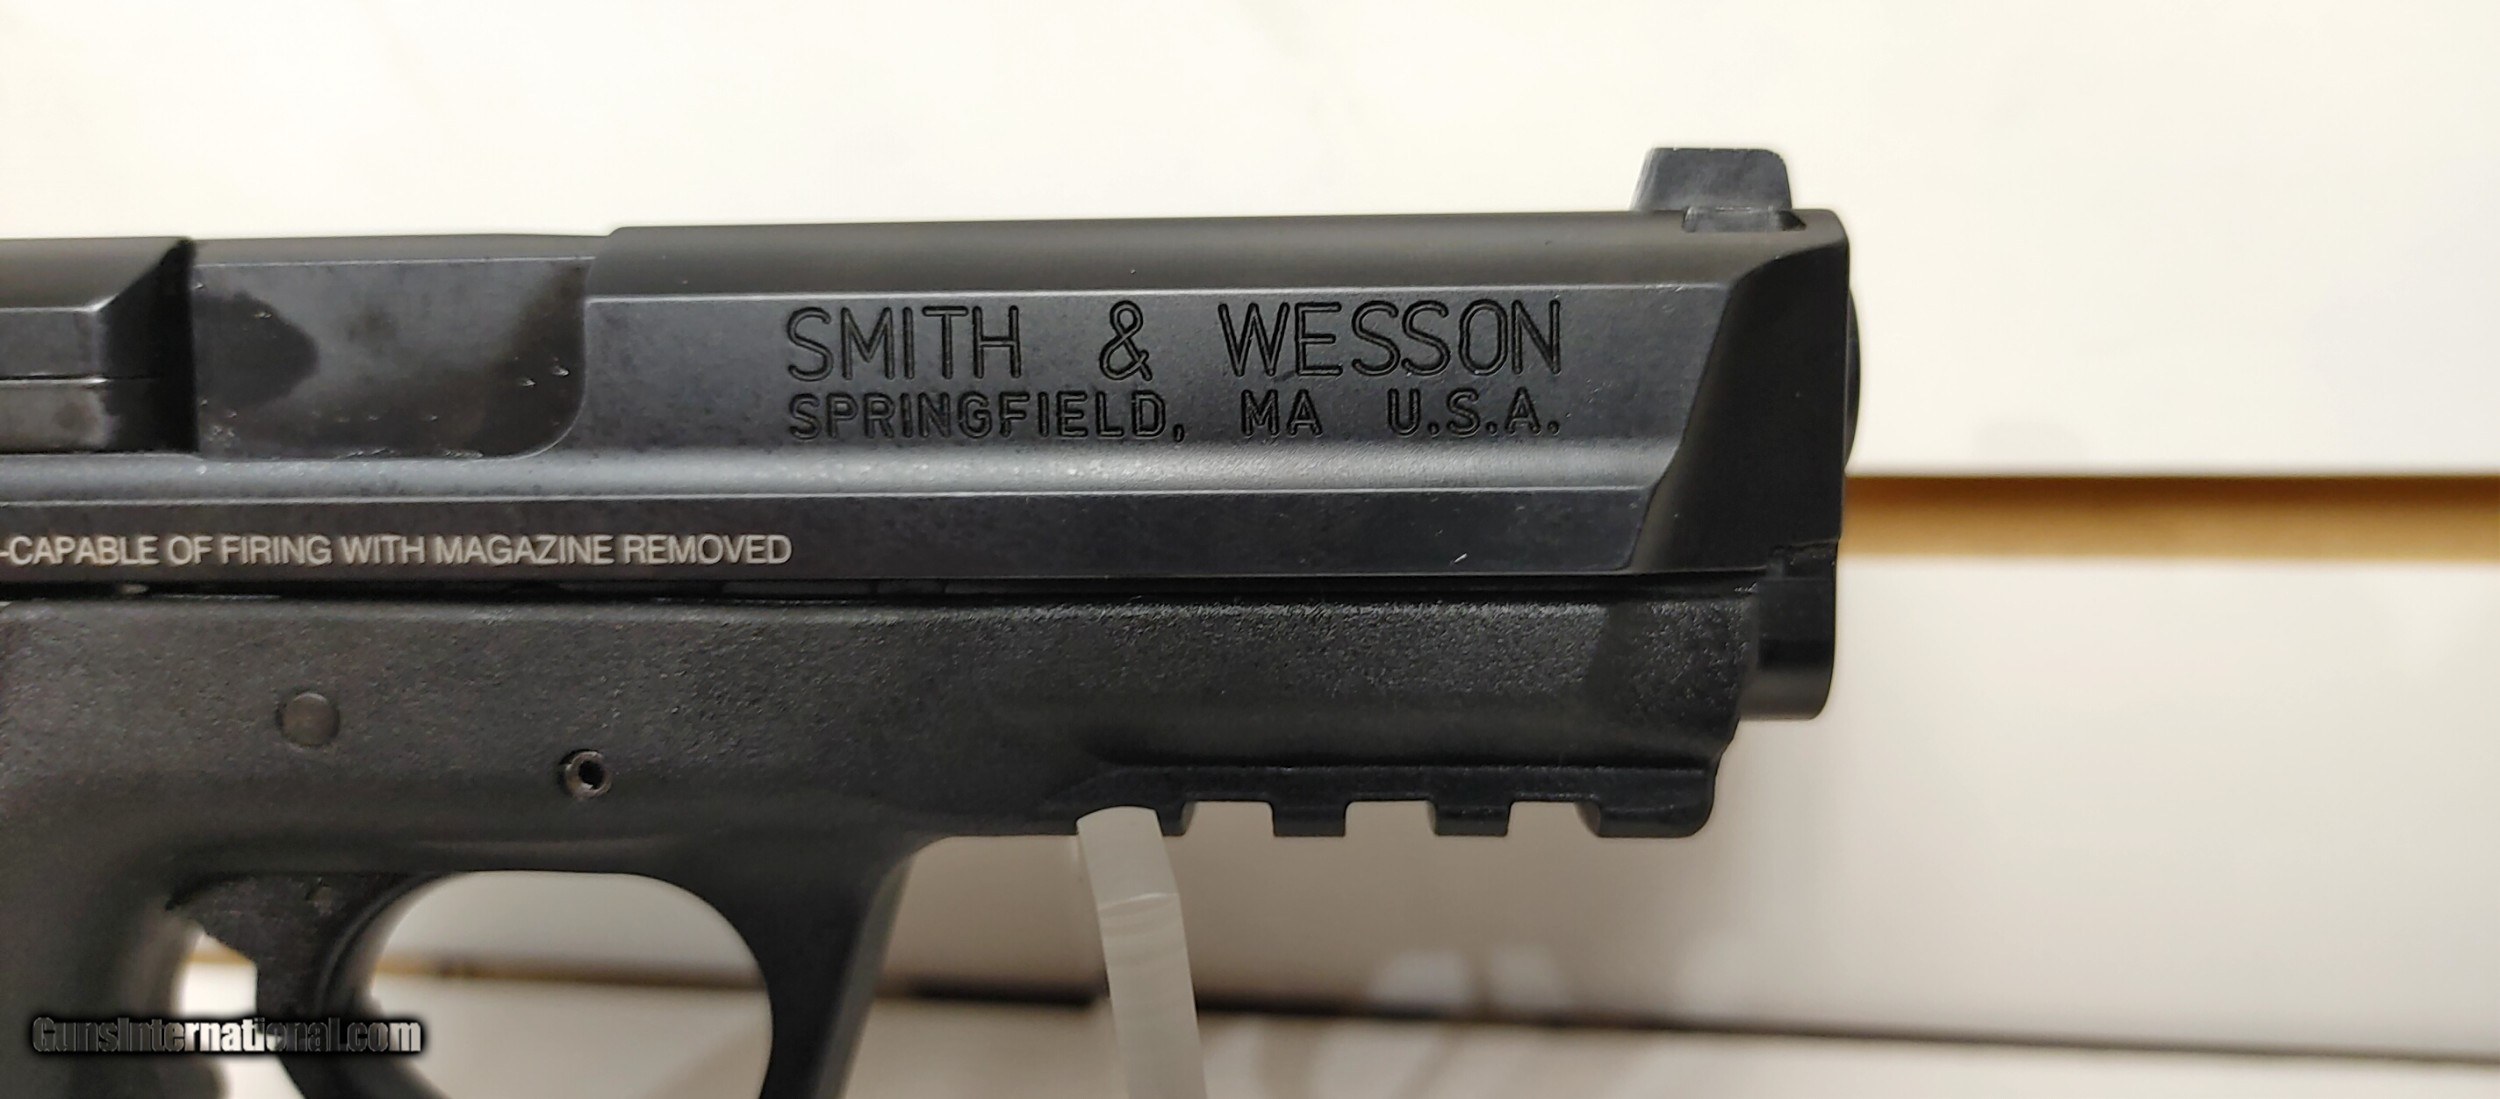 SMITH & WESSON
SPRINGFIELD, MA U.S.A.
-CAPABLE OF FIRING WITH MAGAZINE REMOVED
GunsInternational.com